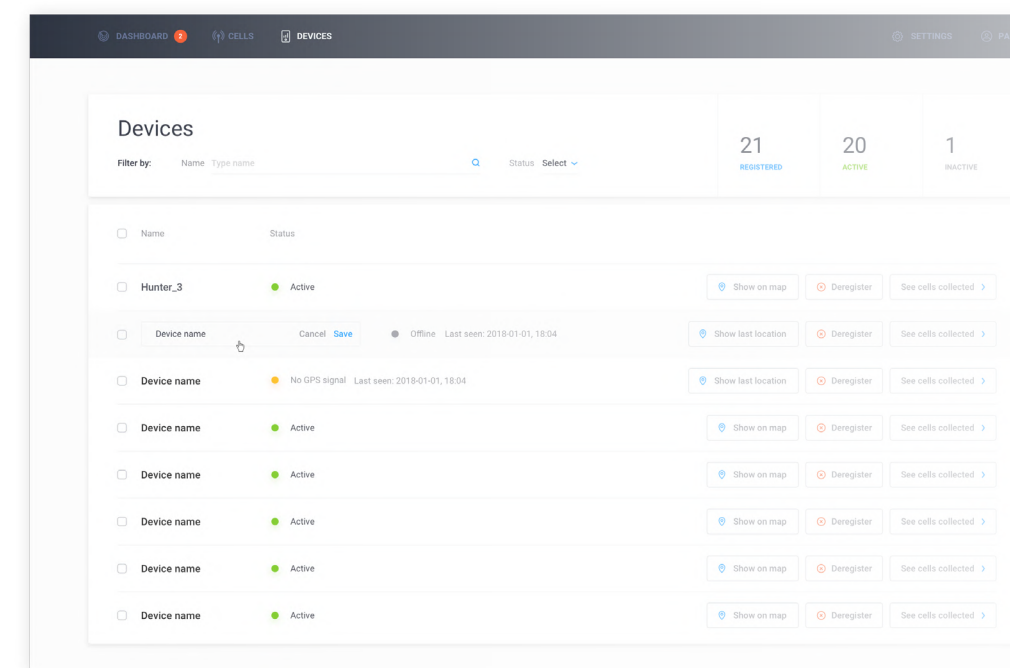 DASHBOARD 2 CELLS DEVICES SETTINGS PA
Devices
Filter by: Name Type name Status Select
21 20 1
REGISTERED ACTIVE INACTIVE
Name Status
Hunter_3 Active Show on map Deregister See cells collected
Device name Cancel Save Offline Last seen: 2018-01-01, 18:04 Show last location Deregister See cells collected
Device name No GPS signal Last seen: 2018-01-01, 18:04 Show last location Deregister See cells collected
Device name Active Show on map Deregister See cells collected
Device name Active Show on map Deregister See cells collected
Device name Active Show on map Deregister See cells collected
Device name Active Show on map Deregister See cells collected
Device name Active Show on map Deregister See cells collected